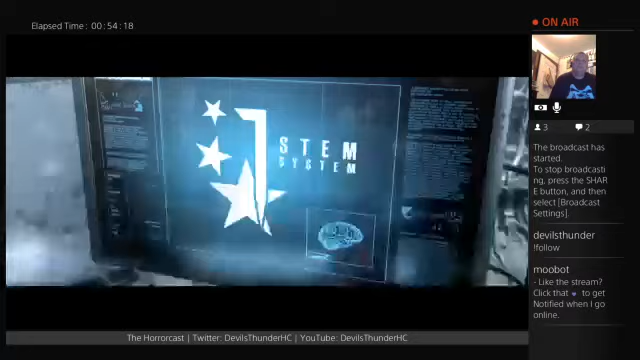 Elapsed Time : 00:54:18
ON AIR
STEM
SYSTEM
3
2
The broadcast has
started.
To stop broadcasti
ng, press the SHAR
E button, and then
select [Broadcast
Settings].
devilsthunder
!follow
moobot
- Like the stream?
Click that ♥ to get
Notified when I go
online.
The Horrorcast | Twitter: DevilsThunderHC | YouTube: DevilsThunderHC